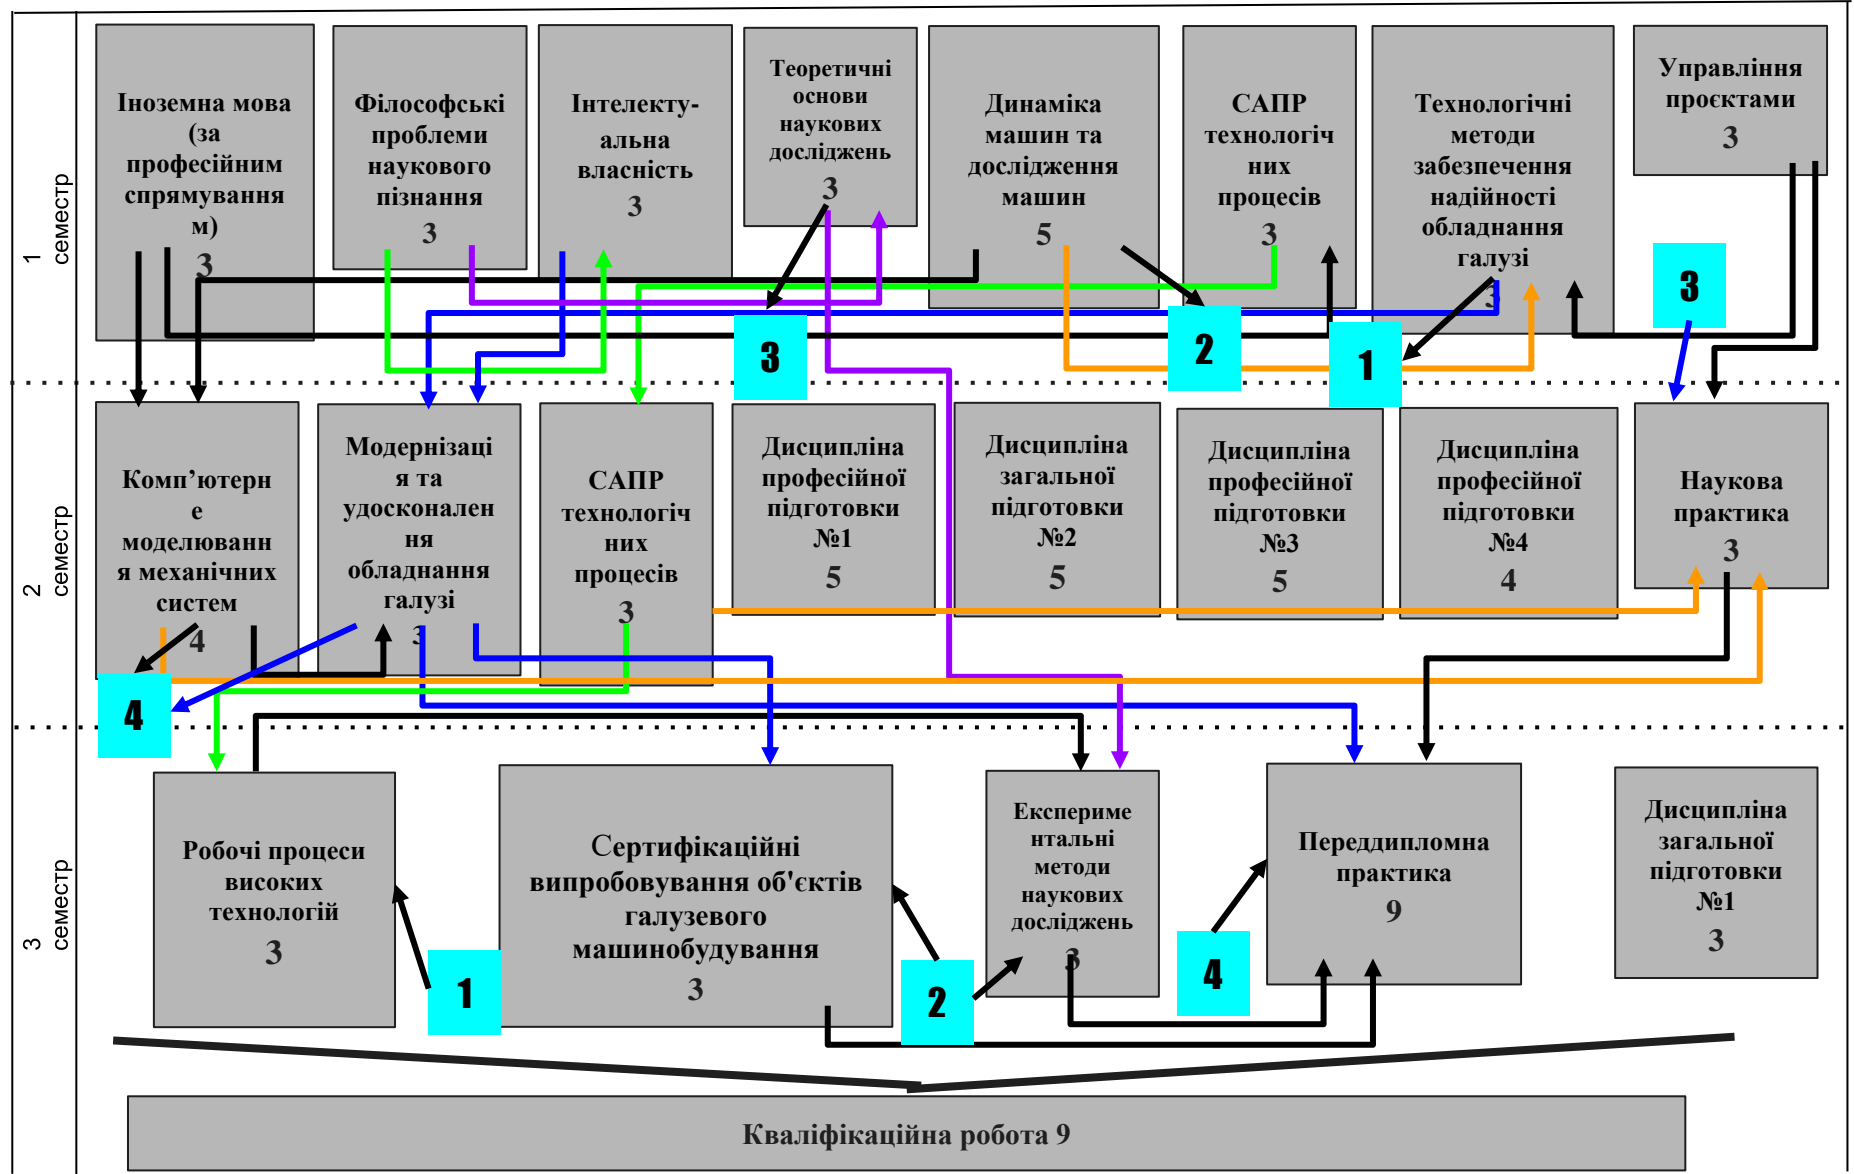 1
семестр
Іноземна мова
(за
професійним
спрямування
м)
3
Філософські
проблеми
наукового
пізнання
3
Інтелекту-
альна
власність
3
Теоретичні
основи
наукових
досліджень
3
Динаміка
машин та
дослідження
машин
5
САПР
технологіч
них
процесів
3
Технологічні
методи
забезпечення
надійності
обладнання
галузі
3
Управління
проєктами
3
3
2
1
3
2
семестр
Комп’ютерн
е
моделюванн
я механічних
систем
4
Модернізаці
я та
удосконален
ня
обладнання
галузі
3
САПР
технологіч
них
процесів
3
Дисципліна
професійної
підготовки
№1
5
Дисципліна
загальної
підготовки
№2
5
Дисципліна
професійної
підготовки
№3
5
Дисципліна
професійної
підготовки
№4
4
Наукова
практика
3
4
3
семестр
Робочі процеси
високих
технологій
3
1
Сертифікаційні
випробовування об'єктів
галузевого
машинобудування
3
2
Експериме
нтальні
методи
наукових
досліджень
3
4
Переддипломна
практика
9
Дисципліна
загальної
підготовки
№1
3
Кваліфікаційна робота 9